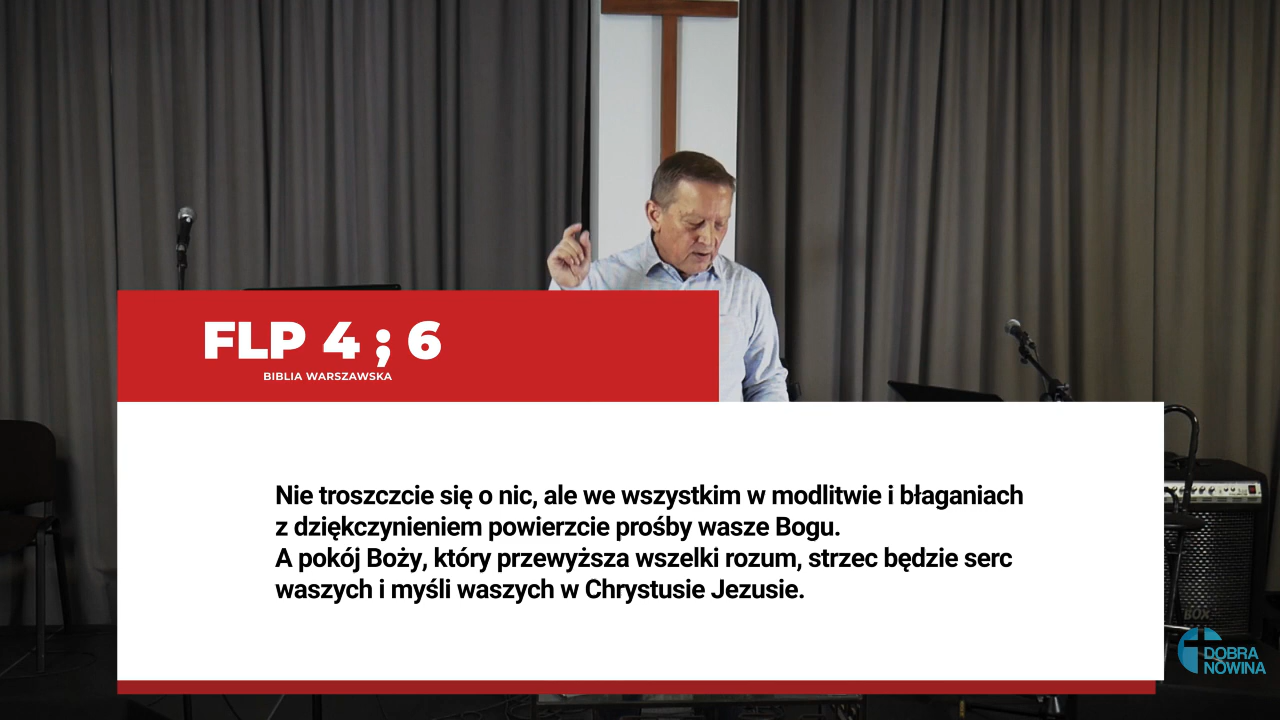 FLP 4 ; 6
BIBLIA WARSZAWSKA
Nie troszczcie się o nic, ale we wszystkim w modlitwie i błaganiach
z dziękczynieniem powierzcie prośby wasze Bogu.
A pokój Boży, który przewyższa wszelki rozum, strzec będzie serc
waszych i myśli waszych w Chrystusie Jezusie.
BOX
DOBRA
NOWINA